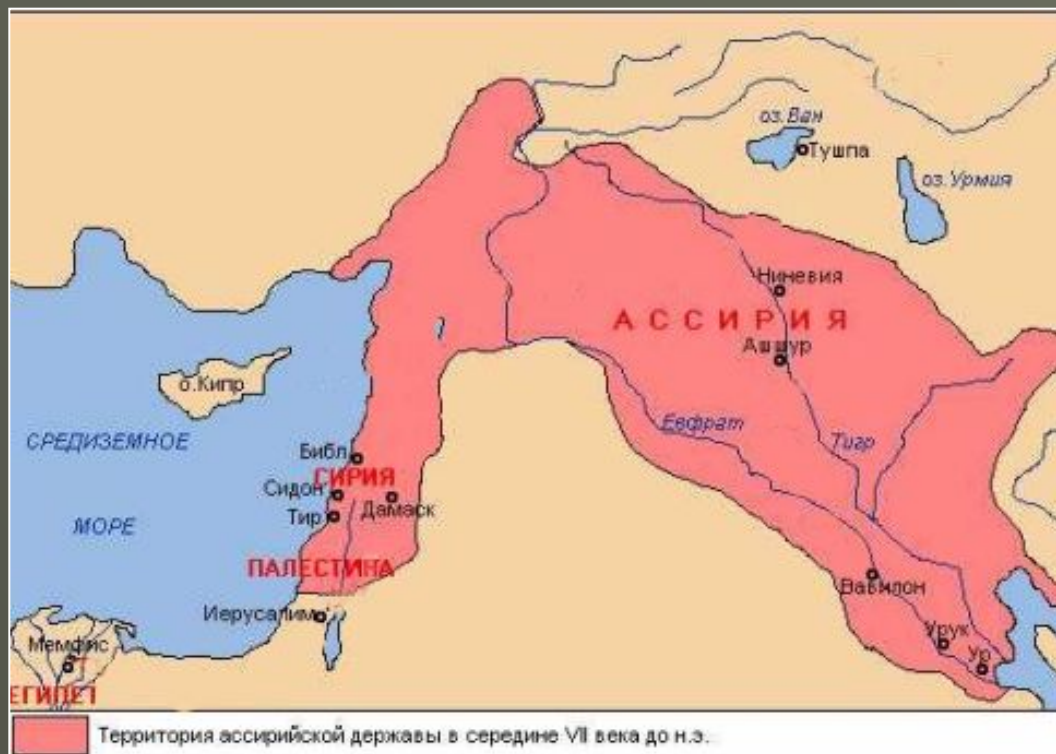 оз.Ван
Тушпа
оз.Урмия
Ниневия
АССИРИЯ
Ашшур
о.Кипр
Евфрат
Тигр
СРЕДИЗЕМНОЕ
МОРЕ
Библ
СИРИЯ
Сидон
Дамаск
Тир
ПАЛЕСТИНА
Вавилон
Иерусалим
Урук
Ур
Мемфис
ЕГИПЕТ
Территория ассирийской державы в середине VII века до н.э.